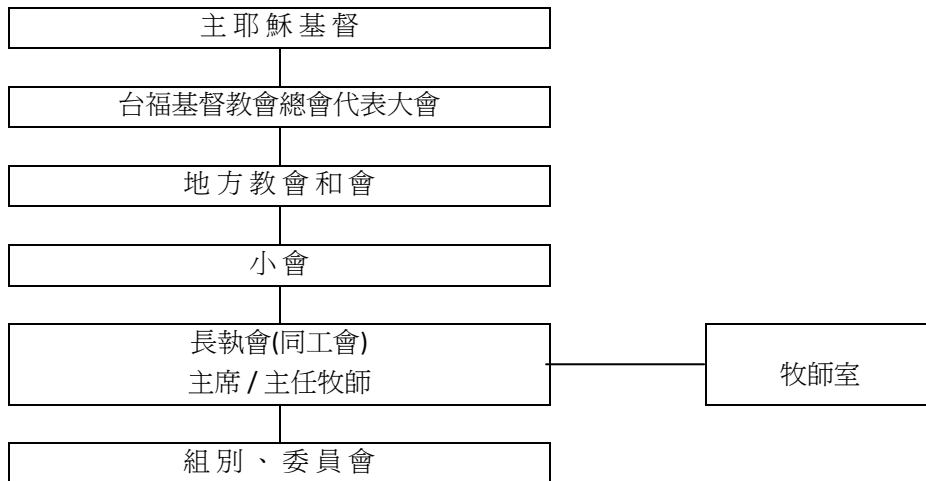 主 耶 穌 基 督
台福基督教會總會代表大會
地 方 教 會 和 會
小 會
長執會(同工會)
主席 / 主任牧師
牧師室
組 別 、 委 員 會